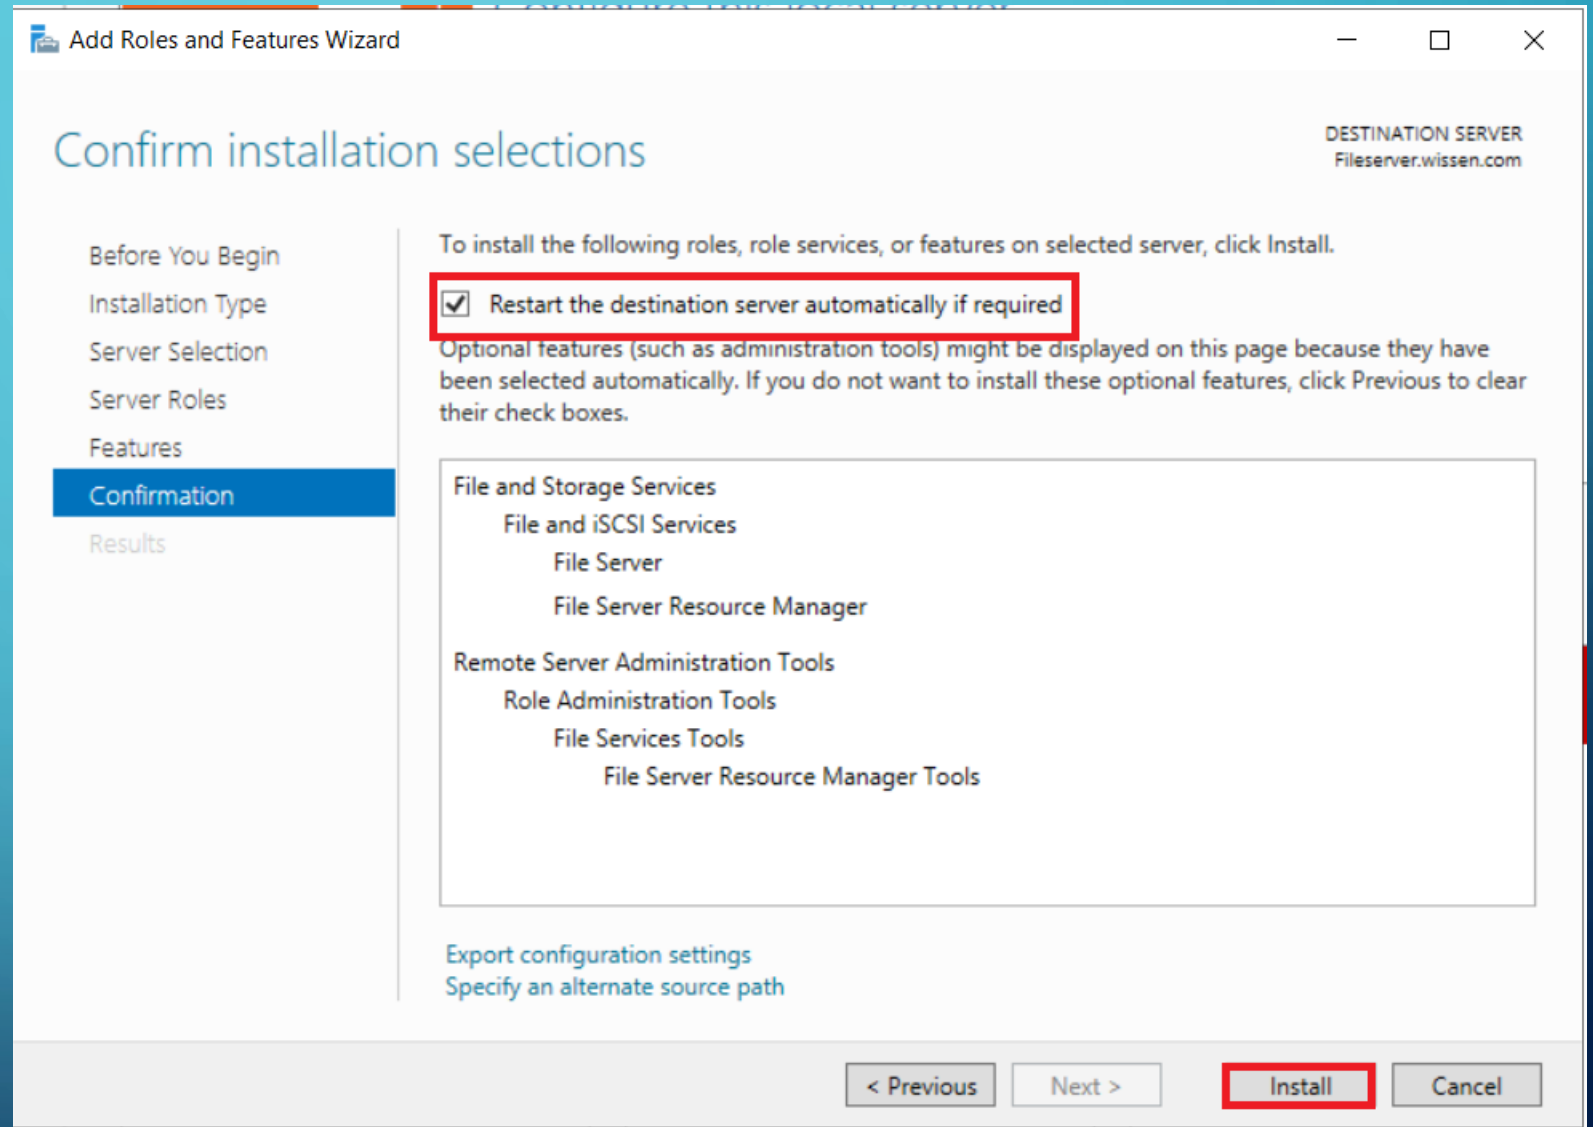 Configure this local server
Add Roles and Features Wizard
Confirm installation selections
DESTINATION SERVER
Fileserver.wissen.com
Before You Begin
Installation Type
Server Selection
Server Roles
Features
Confirmation
Results
To install the following roles, role services, or features on selected server, click Install.
Restart the destination server automatically if required
Optional features (such as administration tools) might be displayed on this page because they have
been selected automatically. If you do not want to install these optional features, click Previous to clear
their check boxes.
File and Storage Services
File and iSCSI Services
File Server
File Server Resource Manager
Remote Server Administration Tools
Role Administration Tools
File Services Tools
File Server Resource Manager Tools
Export configuration settings
Specify an alternate source path
< Previous
Next >
Install
Cancel